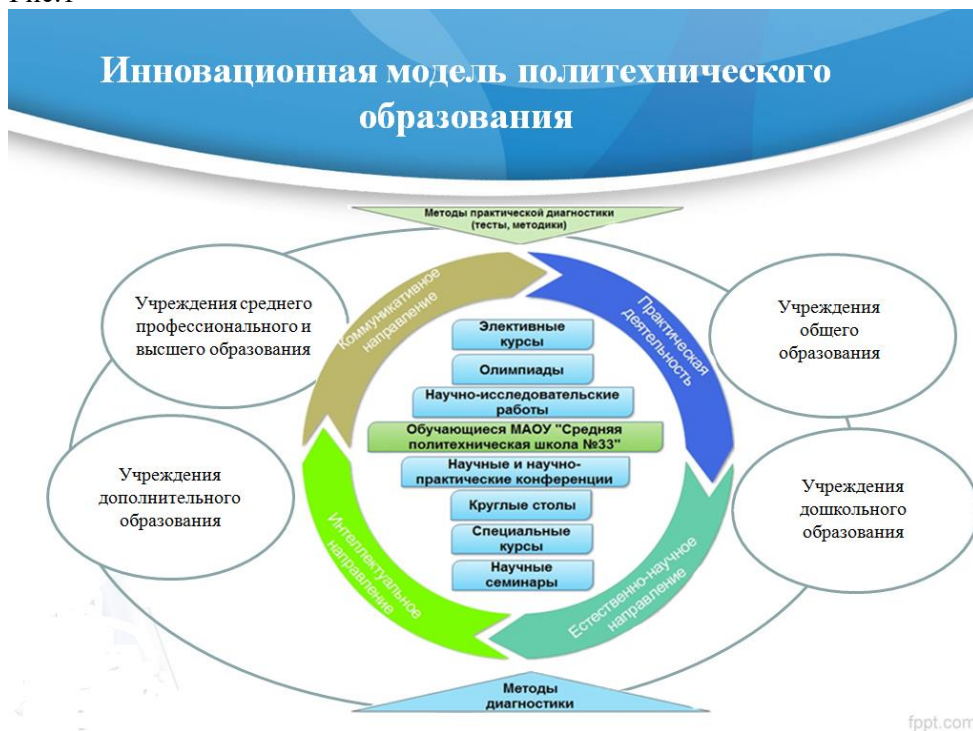 Рис.1
Инновационная модель политехнического
образования
Методы практической диагностики
(тесты, методики)
Учреждения среднего
профессионального и
высшего образования
Учреждения
общего
образования
Коммуникативное
направление
Практическая
деятельность
Элективные
курсы
Олимпиады
Научно-исследовательские
работы
Обучающиеся МАОУ "Средняя
политехническая школа №33"
Научные и научно-
практические конференции
Круглые столы
Специальные
курсы
Научные
семинары
Учреждения
дополнительного
образования
Учреждения
дошкольного
образования
Интеллектуальное
направление
Естественно-научное
направление
Методы
диагностики
fppt.com